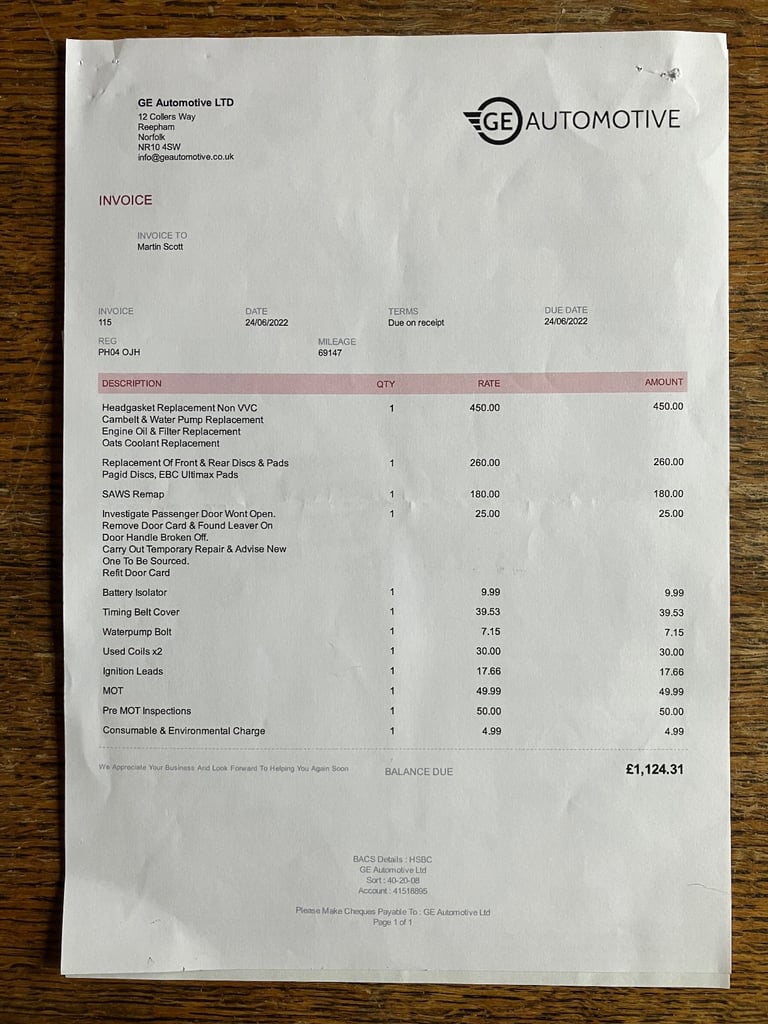 GE Automotive LTD
12 Collers Way
Reepham
Norfolk
NR10 4SW
info@geautomotive.co.uk
GE AUTOMOTIVE
INVOICE
INVOICE TO
Martin Scott
INVOICE DATE TERMS DUE DATE
115 24/06/2022 Due on receipt 24/06/2022
REG MILEAGE
PH04 OJH 69147
DESCRIPTION QTY RATE AMOUNT
Headgasket Replacement Non VVC 1 450.00 450.00
Cambelt & Water Pump Replacement
Engine Oil & Filter Replacement
Oats Coolant Replacement
Replacement Of Front & Rear Discs & Pads 1 260.00 260.00
Pagid Discs, EBC Ultimax Pads
SAWS Remap 1 180.00 180.00
Investigate Passenger Door Wont Open. 1 25.00 25.00
Remove Door Card & Found Leaver On
Door Handle Broken Off.
Carry Out Temporary Repair & Advise New
One To Be Sourced.
Refit Door Card
Battery Isolator 1 9.99 9.99
Timing Belt Cover 1 39.53 39.53
Waterpump Bolt 1 7.15 7.15
Used Coils x2 1 30.00 30.00
Ignition Leads 1 17.66 17.66
MOT 1 49.99 49.99
Pre MOT Inspections 1 50.00 50.00
Consumable & Environmental Charge 1 4.99 4.99
We Appreciate Your Business And Look Forward To Helping You Again Soon BALANCE DUE £1,124.31
BACS Details : HSBC
GE Automotive Ltd
Sort : 40-20-08
Account : 41516895
Please Make Cheques Payable To : GE Automotive Ltd
Page 1 of 1